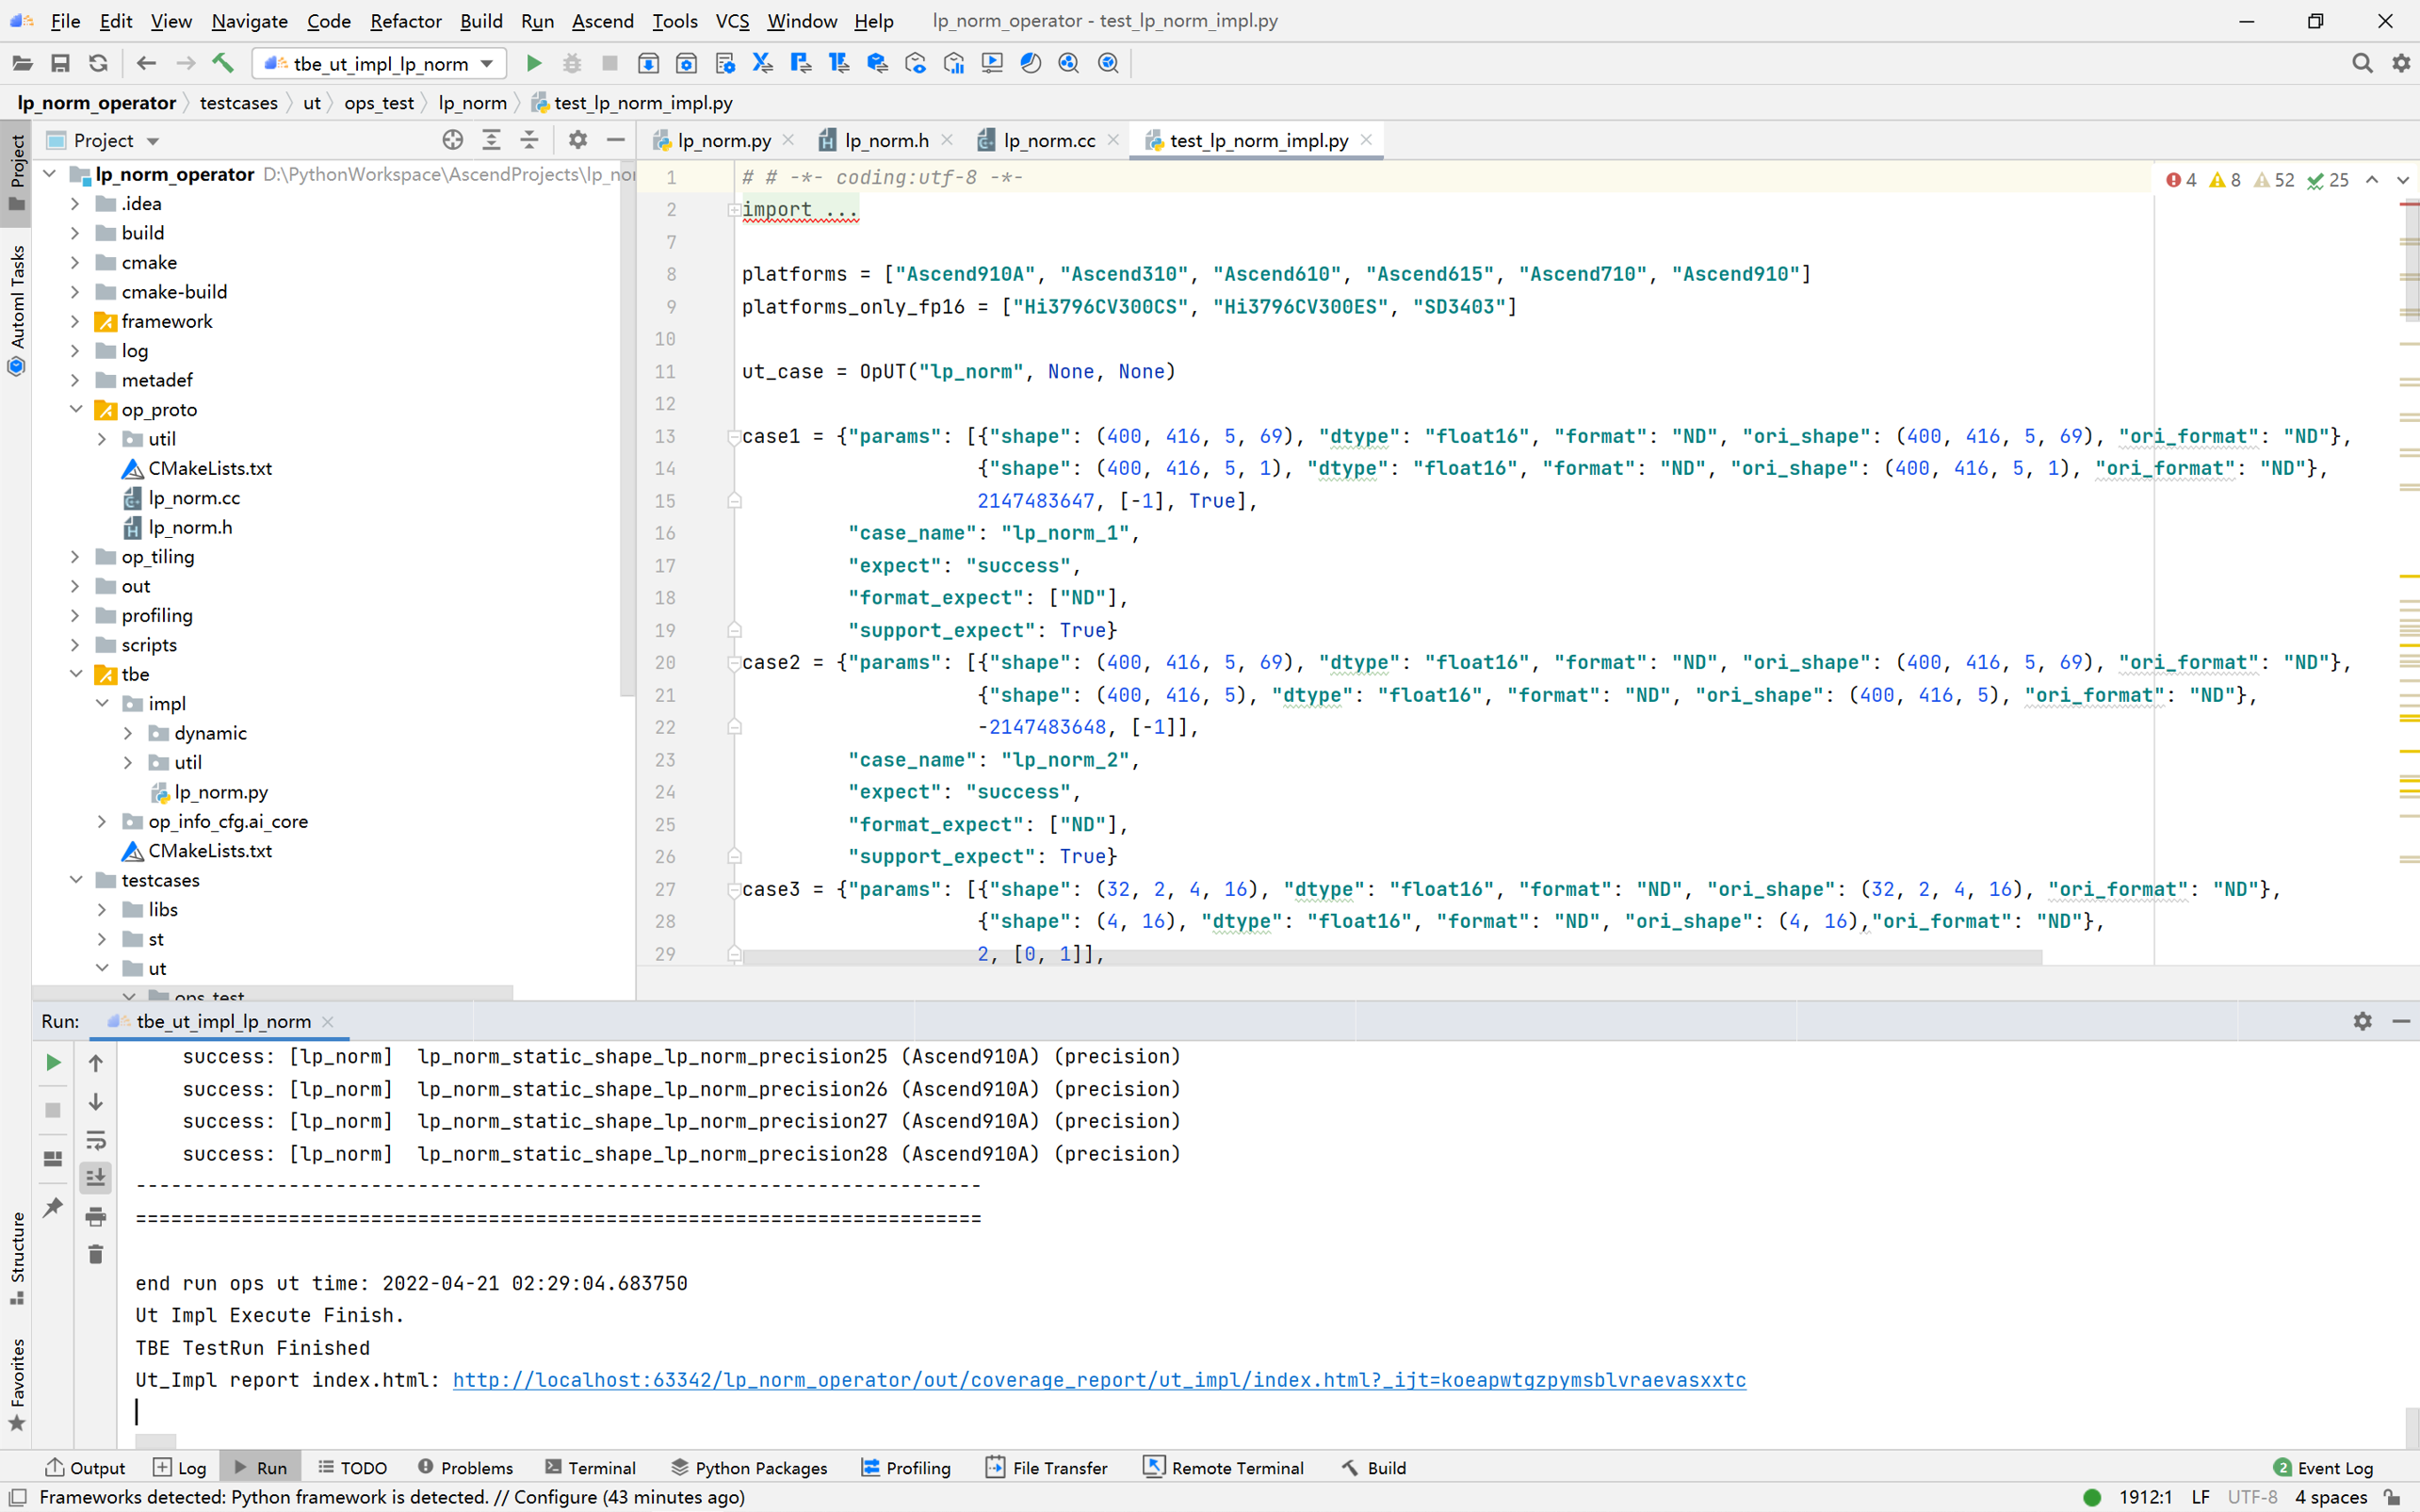 File Edit View Navigate Code Refactor Build Run Ascend Tools VCS Window Help lp_norm_operator - test_lp_norm_impl.py
tbe_ut_impl_lp_norm
lp_norm_operator testcases ut ops_test lp_norm test_lp_norm_impl.py
Project
lp_norm.py lp_norm.h lp_norm.cc test_lp_norm_impl.py
Project
Automl Tasks
Structure
Favorites
lp_norm_operator D:\PythonWorkspace\AscendProjects\lp_nor
.idea
build
cmake
cmake-build
framework
log
metadef
op_proto
util
CMakeLists.txt
lp_norm.cc
lp_norm.h
op_tiling
out
profiling
scripts
tbe
impl
dynamic
util
lp_norm.py
op_info_cfg.ai_core
CMakeLists.txt
testcases
libs
st
ut
ops_test
4 8 52 25
1 # # -*- coding:utf-8 -*-
2 import ...
7
8 platforms = ["Ascend910A", "Ascend310", "Ascend610", "Ascend615", "Ascend710", "Ascend910"]
9 platforms_only_fp16 = ["Hi3796CV300CS", "Hi3796CV300ES", "SD3403"]
10
11 ut_case = OpUT("lp_norm", None, None)
12
13 case1 = {"params": [{"shape": (400, 416, 5, 69), "dtype": "float16", "format": "ND", "ori_shape": (400, 416, 5, 69), "ori_format": "ND"},
14 {"shape": (400, 416, 5, 1), "dtype": "float16", "format": "ND", "ori_shape": (400, 416, 5, 1), "ori_format": "ND"},
15 2147483647, [-1], True],
16 "case_name": "lp_norm_1",
17 "expect": "success",
18 "format_expect": ["ND"],
19 "support_expect": True}
20 case2 = {"params": [{"shape": (400, 416, 5, 69), "dtype": "float16", "format": "ND", "ori_shape": (400, 416, 5, 69), "ori_format": "ND"},
21 {"shape": (400, 416, 5), "dtype": "float16", "format": "ND", "ori_shape": (400, 416, 5), "ori_format": "ND"},
22 -2147483648, [-1]],
23 "case_name": "lp_norm_2",
24 "expect": "success",
25 "format_expect": ["ND"],
26 "support_expect": True}
27 case3 = {"params": [{"shape": (32, 2, 4, 16), "dtype": "float16", "format": "ND", "ori_shape": (32, 2, 4, 16), "ori_format": "ND"},
28 {"shape": (4, 16), "dtype": "float16", "format": "ND", "ori_shape": (4, 16),"ori_format": "ND"},
29 2, [0, 1]],
Run: tbe_ut_impl_lp_norm
success: [lp_norm] lp_norm_static_shape_lp_norm_precision25 (Ascend910A) (precision)
success: [lp_norm] lp_norm_static_shape_lp_norm_precision26 (Ascend910A) (precision)
success: [lp_norm] lp_norm_static_shape_lp_norm_precision27 (Ascend910A) (precision)
success: [lp_norm] lp_norm_static_shape_lp_norm_precision28 (Ascend910A) (precision)
------------------------------------------------------------------------
========================================================================
end run ops ut time: 2022-04-21 02:29:04.683750
Ut Impl Execute Finish.
TBE TestRun Finished
Ut_Impl report index.html: http://localhost:63342/lp_norm_operator/out/coverage_report/ut_impl/index.html?_ijt=koeapwtgzpymsblvraevasxxtc
Output Log Run TODO Problems Terminal Python Packages Profiling File Transfer Remote Terminal Build 2 Event Log
Frameworks detected: Python framework is detected. // Configure (43 minutes ago) 1912:1 LF UTF-8 4 spaces